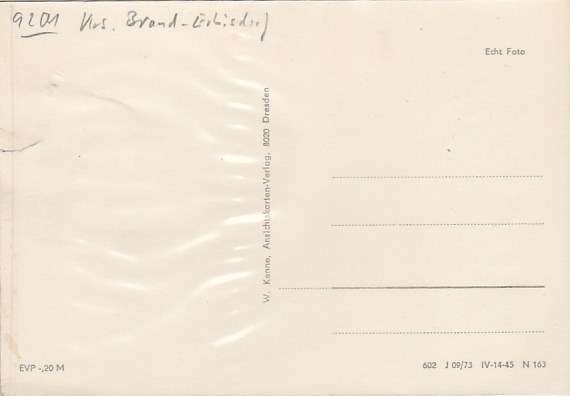 9201 Krs. Brand-Erbisdorf
Echt Foto
W. Kenne, Ansichtskarten-Verlag, 8020 Dresden
EVP -,20 M
602 J 09/73 IV-14-45 N 163